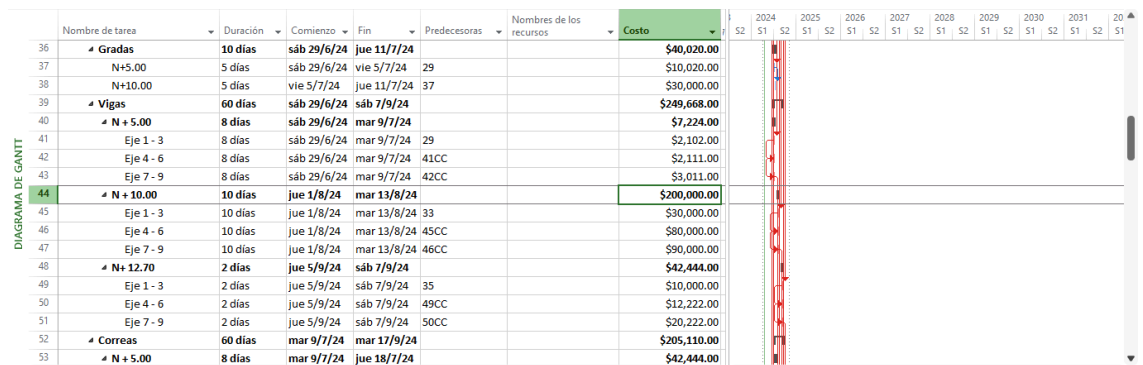 Nombre de tarea Duración Comienzo Fin Predecesoras Nombres de los recursos Costo
2024 2025 2026 2027 2028 2029 2030 2031
S2 S1 S2 S1 S2 S1 S2 S1 S2 S1 S2 S1 S2 S1 S2 S1 S2 S1
DIAGRAMA DE GANTT
36 Gradas 10 días sáb 29/6/24 jue 11/7/24 $40,020.00
37 N+5.00 5 días sáb 29/6/24 vie 5/7/24 29 $10,020.00
38 N+10.00 5 días vie 5/7/24 jue 11/7/24 37 $30,000.00
39 Vigas 60 días sáb 29/6/24 sáb 7/9/24 $249,668.00
40 N + 5.00 8 días sáb 29/6/24 mar 9/7/24 $7,224.00
41 Eje 1 - 3 8 días sáb 29/6/24 mar 9/7/24 29 $2,102.00
42 Eje 4 - 6 8 días sáb 29/6/24 mar 9/7/24 41CC $2,111.00
43 Eje 7 - 9 8 días sáb 29/6/24 mar 9/7/24 42CC $3,011.00
44 N + 10.00 10 días jue 1/8/24 mar 13/8/24 $200,000.00
45 Eje 1 - 3 10 días jue 1/8/24 mar 13/8/24 33 $30,000.00
46 Eje 4 - 6 10 días jue 1/8/24 mar 13/8/24 45CC $80,000.00
47 Eje 7 - 9 10 días jue 1/8/24 mar 13/8/24 46CC $90,000.00
48 N+ 12.70 2 días jue 5/9/24 sáb 7/9/24 $42,444.00
49 Eje 1 - 3 2 días jue 5/9/24 sáb 7/9/24 35 $10,000.00
50 Eje 4 - 6 2 días jue 5/9/24 sáb 7/9/24 49CC $12,222.00
51 Eje 7 - 9 2 días jue 5/9/24 sáb 7/9/24 50CC $20,222.00
52 Correas 60 días mar 9/7/24 mar 17/9/24 $205,110.00
53 N + 5.00 8 días mar 9/7/24 jue 18/7/24 $42,444.00